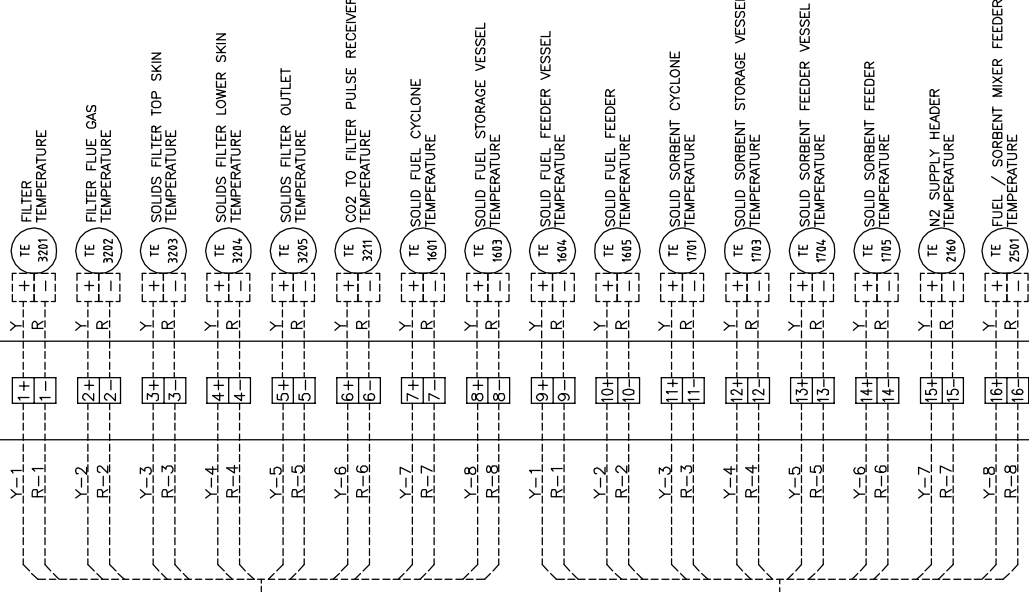 FILTER
TEMPERATURE
TE
3201
+
-
Y
R
1+
1-
Y-1
R-1
FILTER FLUE GAS
TEMPERATURE
TE
3202
+
-
Y
R
2+
2-
Y-2
R-2
SOLIDS FILTER TOP SKIN
TEMPERATURE
TE
3203
+
-
Y
R
3+
3-
Y-3
R-3
SOLIDS FILTER LOWER SKIN
TEMPERATURE
TE
3204
+
-
Y
R
4+
4-
Y-4
R-4
SOLIDS FILTER OUTLET
TEMPERATURE
TE
3205
+
-
Y
R
5+
5-
Y-5
R-5
CO2 TO FILTER PULSE RECEIVER
TEMPERATURE
TE
3211
+
-
Y
R
6+
6-
Y-6
R-6
SOLID FUEL CYCLONE
TEMPERATURE
TE
1601
+
-
Y
R
7+
7-
Y-7
R-7
SOLID FUEL STORAGE VESSEL
TEMPERATURE
TE
1603
+
-
Y
R
8+
8-
Y-8
R-8
SOLID FUEL FEEDER VESSEL
TEMPERATURE
TE
1604
+
-
Y
R
9+
9-
Y-1
R-1
SOLID FUEL FEEDER
TEMPERATURE
TE
1605
+
-
Y
R
10+
10-
Y-2
R-2
SOLID SORBENT CYCLONE
TEMPERATURE
TE
1701
+
-
Y
R
11+
11-
Y-3
R-3
SOLID SORBENT STORAGE VESSEL
TEMPERATURE
TE
1703
+
-
Y
R
12+
12-
Y-4
R-4
SOLID SORBENT FEEDER VESSEL
TEMPERATURE
TE
1704
+
-
Y
R
13+
13-
Y-5
R-5
SOLID SORBENT FEEDER
TEMPERATURE
TE
1705
+
-
Y
R
14+
14-
Y-6
R-6
N2 SUPPLY HEADER
TEMPERATURE
TE
2160
+
-
Y
R
15+
15-
Y-7
R-7
FUEL / SORBENT MIXER FEEDER
TEMPERATURE
TE
2501
+
-
Y
R
16+
16-
Y-8
R-8